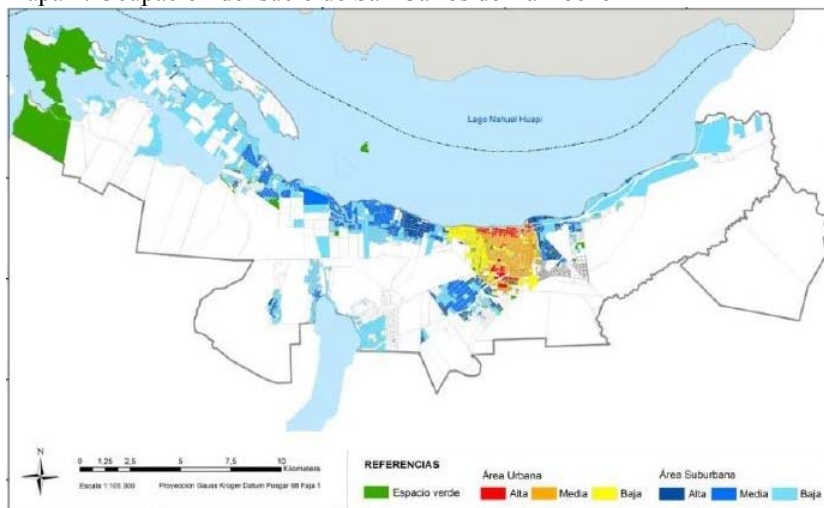 Lago Nahuel Huapi
N
0 1,25 2,5 5 7,5 10
Kilometers
Escala 1:105.000 Proyección Gauss Kruger Datum Posgar 98 Faja 1
REFERENCIAS
Espacio verde
Área Urbana
Alta Media Baja
Área Suburbana
Alta Media Baja